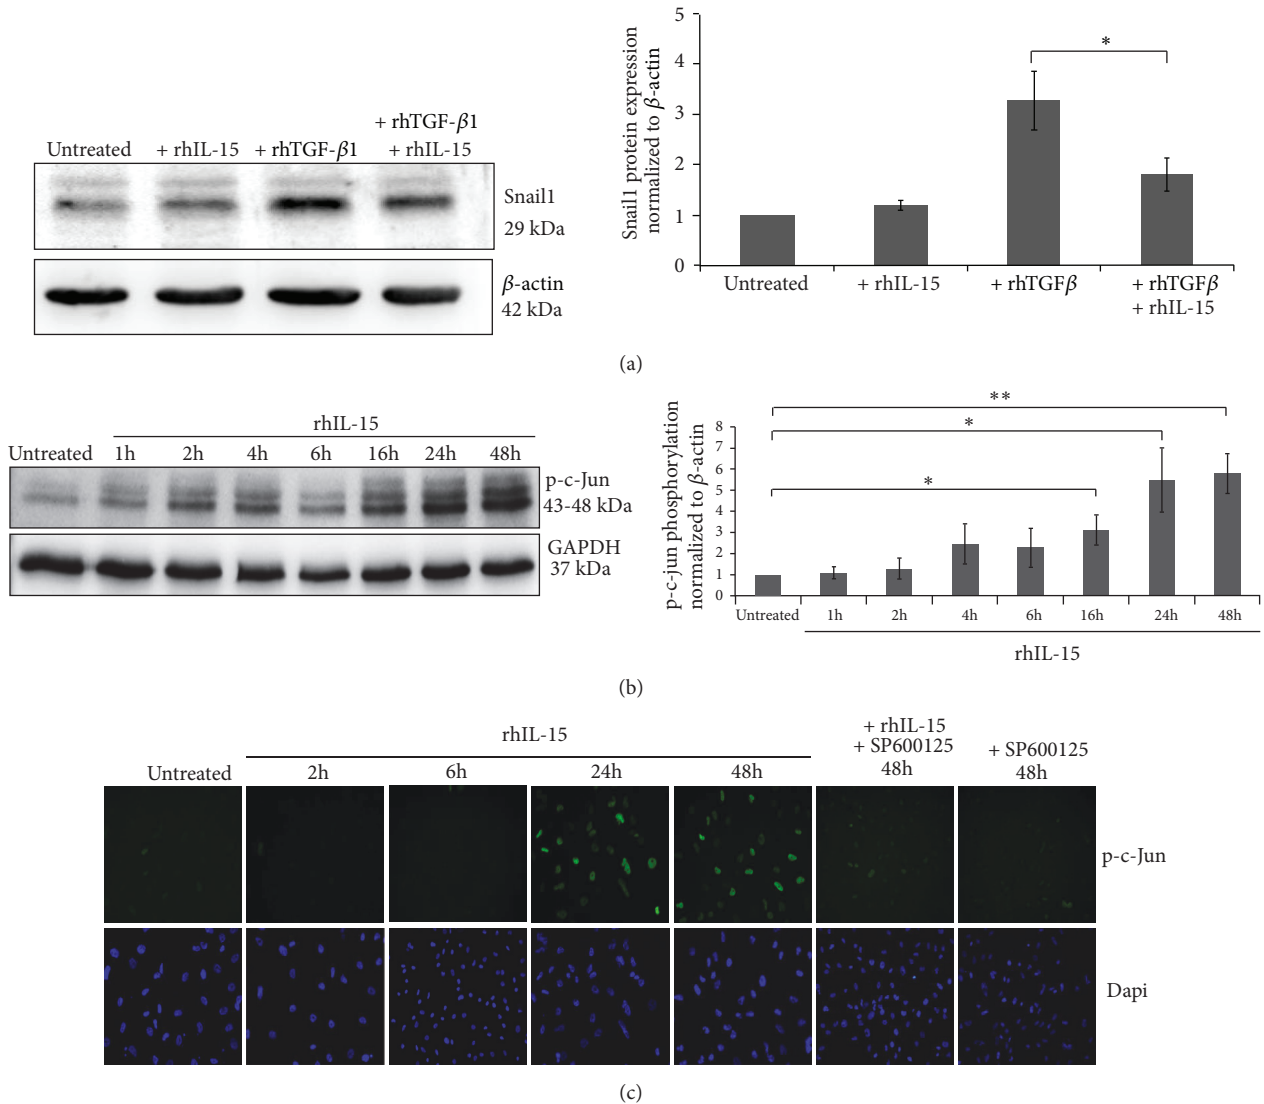 Untreated
+ rhIL-15
+ rhTGF-β1
+ rhTGF-β1
+ rhIL-15
Snail1
29 kDa
β-actin
42 kDa
Snail1 protein expression
normalized to β-actin
5
4
3
2
1
0
*
Untreated
+ rhIL-15
+ rhTGFβ
+ rhTGFβ
+ rhIL-15
(a)
rhIL-15
Untreated 1h 2h 4h 6h 16h 24h 48h
p-c-Jun
43-48 kDa
GAPDH
37 kDa
p-c-jun phosphorylation
normalized to β-actin
8
7
6
5
4
3
2
1
0
**
*
*
Untreated 1h 2h 4h 6h 16h 24h 48h
rhIL-15
(b)
rhIL-15
Untreated 2h 6h 24h 48h
+ rhIL-15
+ SP600125
48h
+ SP600125
48h
p-c-Jun
Dapi
(c)